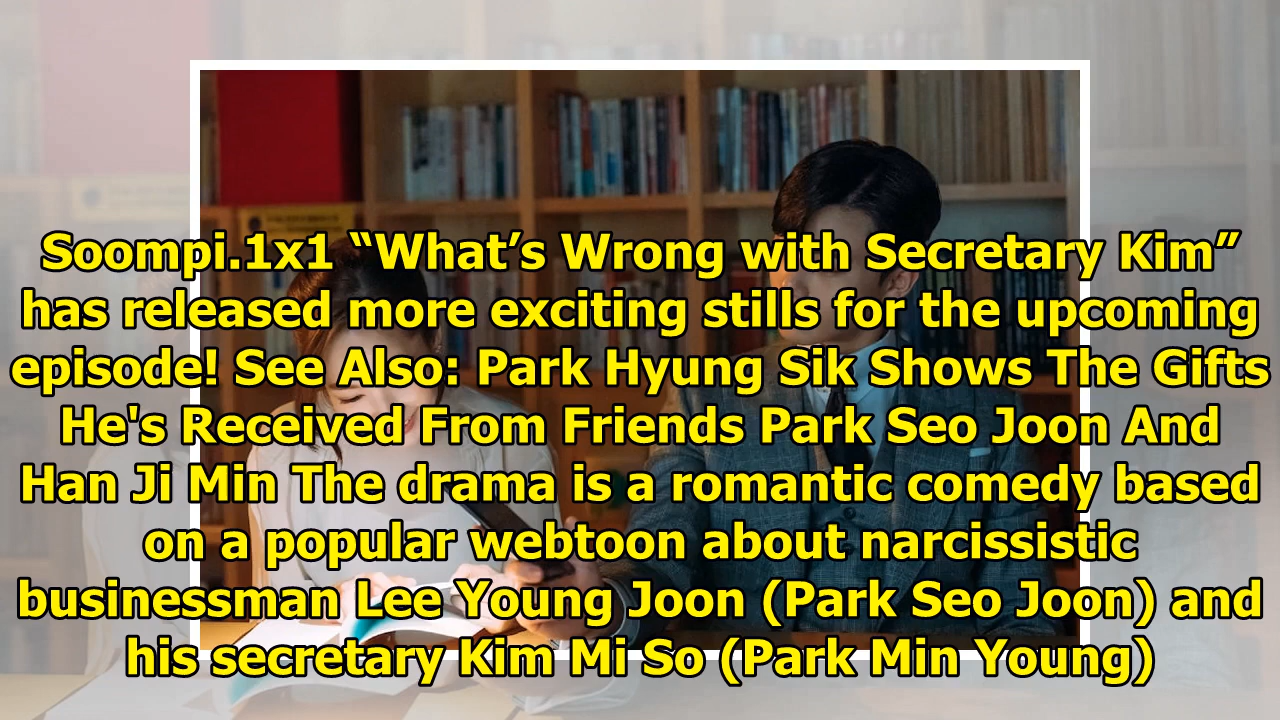 Soompi.1x1 “What’s Wrong with Secretary Kim”
has released more exciting stills for the upcoming
episode! See Also: Park Hyung Sik Shows The Gifts
He's Received From Friends Park Seo Joon And
Han Ji Min The drama is a romantic comedy based
on a popular webtoon about narcissistic
businessman Lee Young Joon (Park Seo Joon) and
his secretary Kim Mi So (Park Min Young)